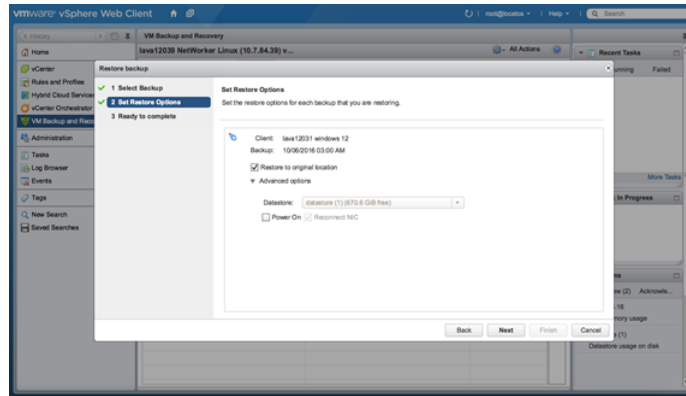 vmware® vSphere Web Client
root@localos
Help
Search
History
VM Backup and Recovery
lava12039 NetWorker Linux (10.7.84.39) v...
All Actions
Home
vCenter
Rules and Profiles
Hybrid Cloud Services
vCenter Orchestrator
VM Backup and Reco
Administration
Tasks
Log Browser
Events
Tags
New Search
Saved Searches
Restore backup
1 Select Backup
2 Set Restore Options
3 Ready to complete
Set Restore Options
Set the restore options for each backup that you are restoring.
Client: lava12031 windows 12
Backup: 10/06/2016 03:00 AM
Restore to original location
Advanced options
Datastore: datastore (1) (670.6 GiB free)
Power On Reconnect NIC
Back Next Finish Cancel
Recent Tasks
unning Failed
More Tasks
In Progress
ew (2) Acknowle...
mory usage
(1)
Datastore usage on disk